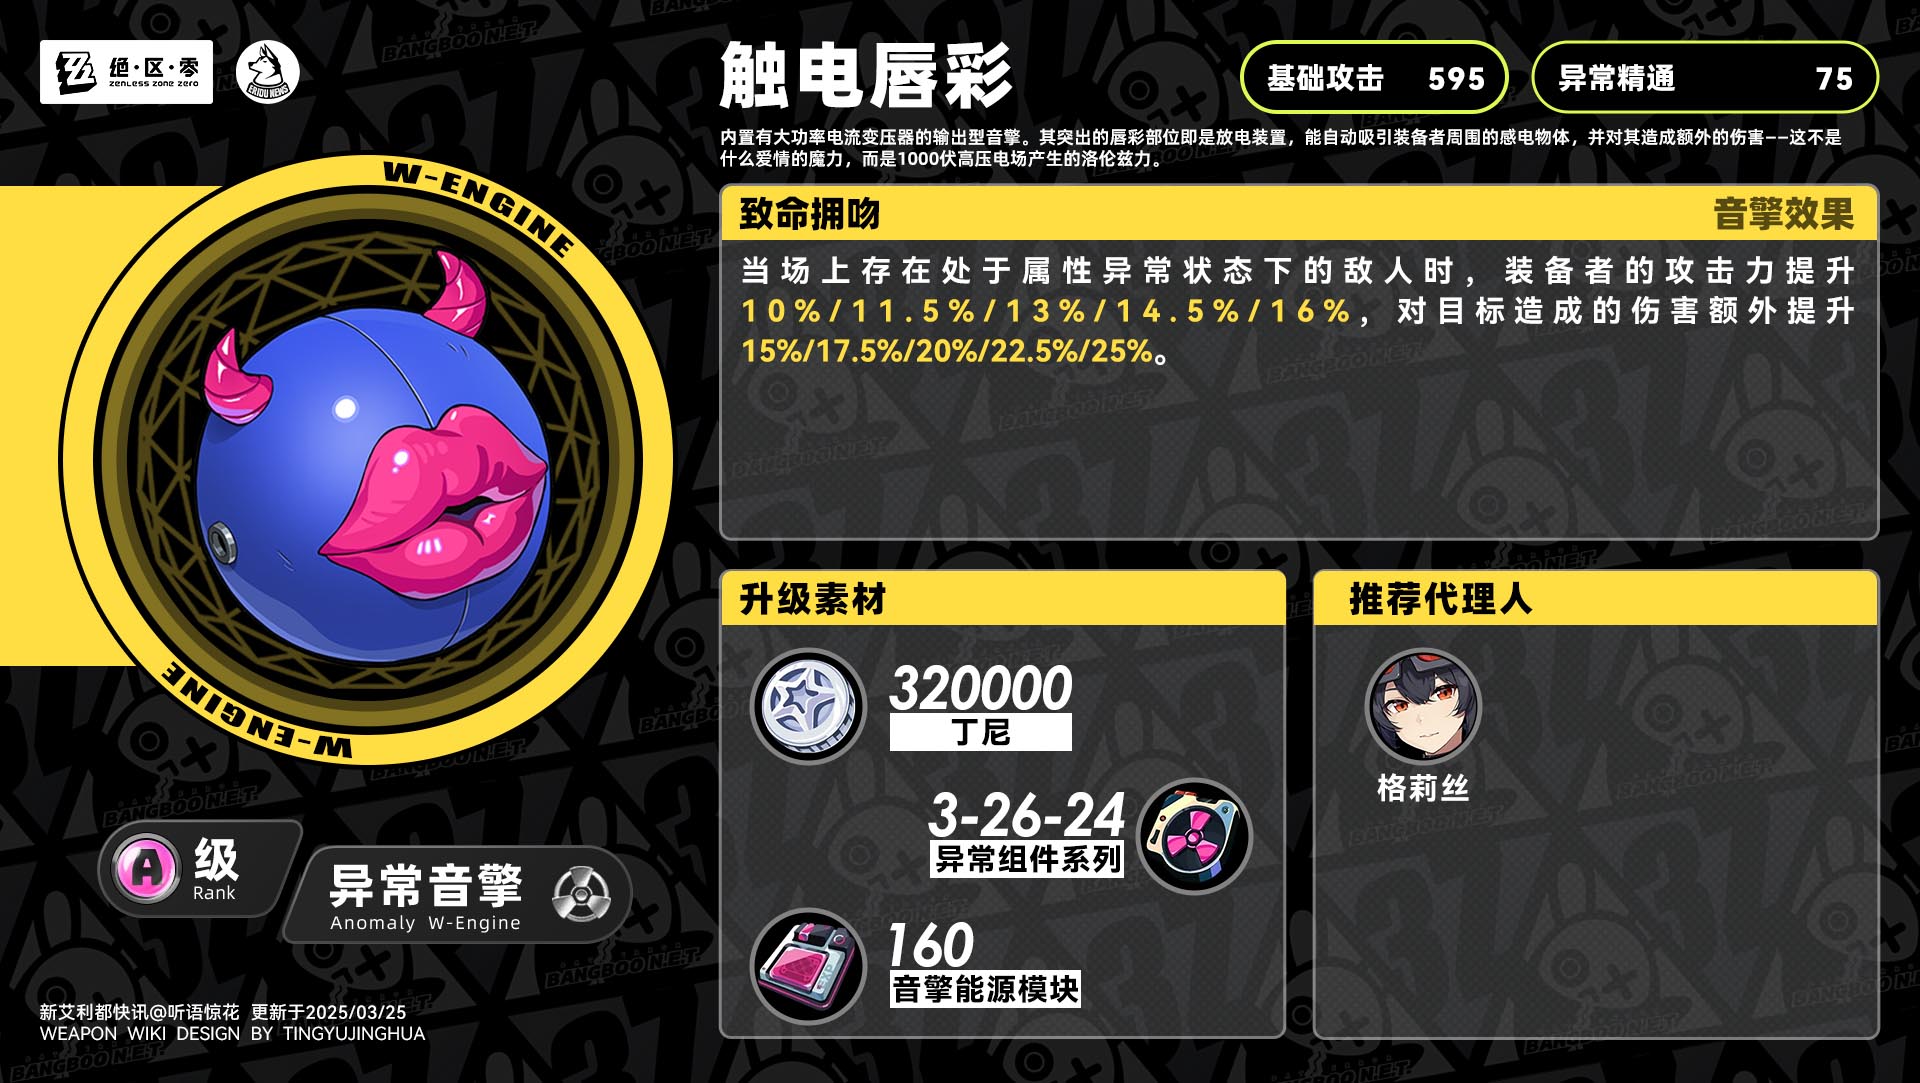 绝·区·零
ZENLESS ZONE ZERO
ERIDU NEWS
触电唇彩
基础攻击 595
异常精通 75
内置有大功率电流变压器的输出型音擎。其突出的唇彩部位即是放电装置，能自动吸引装备者周围的感电物体，并对其造成额外的伤害——这不是
什么爱情的魔力，而是1000伏高压电场产生的洛伦兹力。
W-ENGINE
W-ENGINE
致命拥吻
音擎效果
当场上存在处于属性异常状态下的敌人时，装备者的攻击力提升
10%/11.5%/13%/14.5%/16%，对目标造成的伤害额外提升
15%/17.5%/20%/22.5%/25%。
升级素材
320000
丁尼
3-26-24
异常组件系列
160
音擎能源模块
推荐代理人
格莉丝
A 级
Rank
异常音擎
Anomaly W-Engine
新艾利都快讯@听语惊花 更新于2025/03/25
WEAPON WIKI DESIGN BY TINGYUJINGHUA
BANGBOO N.E.T.